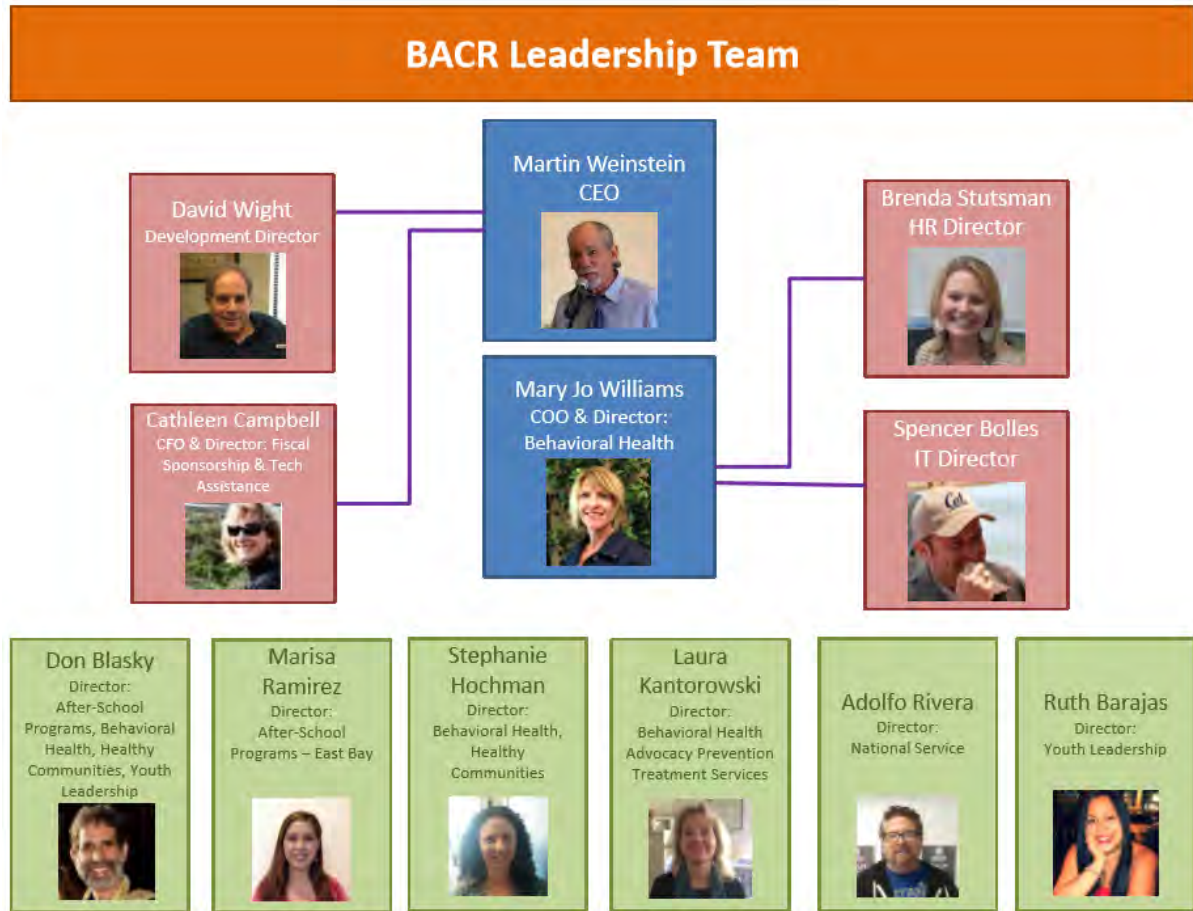 BACR Leadership Team
Martin Weinstein
CEO
David Wight
Development Director
Brenda Stutsman
HR Director
Mary Jo Williams
COO & Director:
Behavioral Health
Cathleen Campbell
CFO & Director: Fiscal
Sponsorship & Tech
Assistance
Spencer Bolles
IT Director
Cal
Don Blasky
Director:
After-School
Programs, Behavioral
Health, Healthy
Communities, Youth
Leadership
Marisa
Ramirez
Director:
After-School
Programs – East Bay
Stephanie
Hochman
Director:
Behavioral Health,
Healthy
Communities
Laura
Kantorowski
Director:
Behavioral Health
Advocacy Prevention
Treatment Services
Adolfo Rivera
Director:
National Service
Ruth Barajas
Director:
Youth Leadership